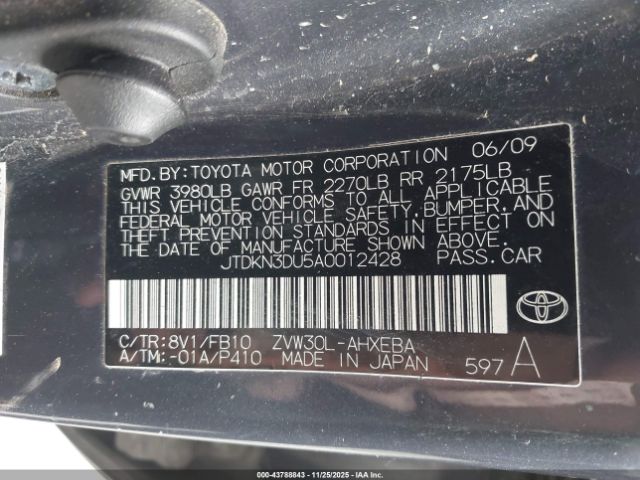 MFD. BY: TOYOTA MOTOR CORPORATION 06/09
GVWR 3980LB GAWR FR 2270LB RR 2175LB
THIS VEHICLE CONFORMS TO ALL APPLICABLE
FEDERAL MOTOR VEHICLE SAFETY, BUMPER, AND
THEFT PREVENTION STANDARDS IN EFFECT ON
THE DATE OF MANUFACTURE SHOWN ABOVE.
JTDKN3DU5A0012428 PASS. CAR
C/TR: 8V1/FB10 ZVW30L-AHXEBA
A/TM: -01A/P410 MADE IN JAPAN 597 A
00-43788843 - 11/25/2025 - IAAI - COPYRIGHT